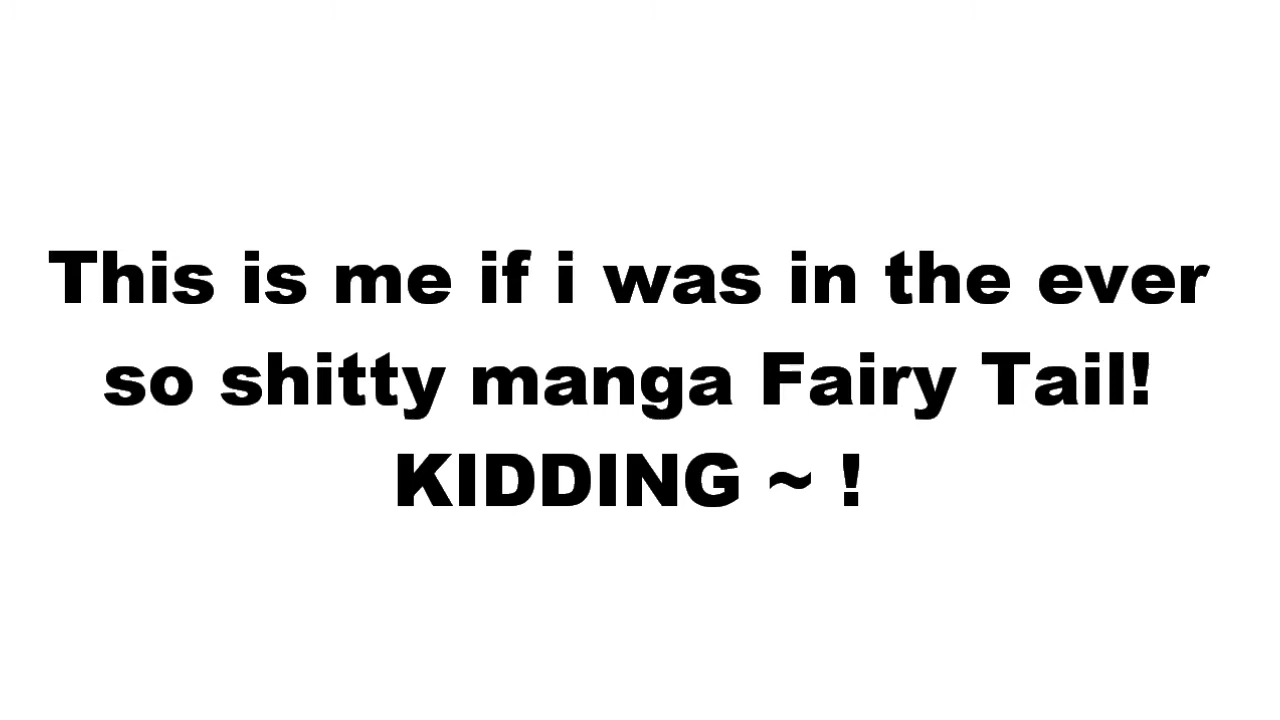 This is me if i was in the ever
so shitty manga Fairy Tail!
KIDDING ~ !